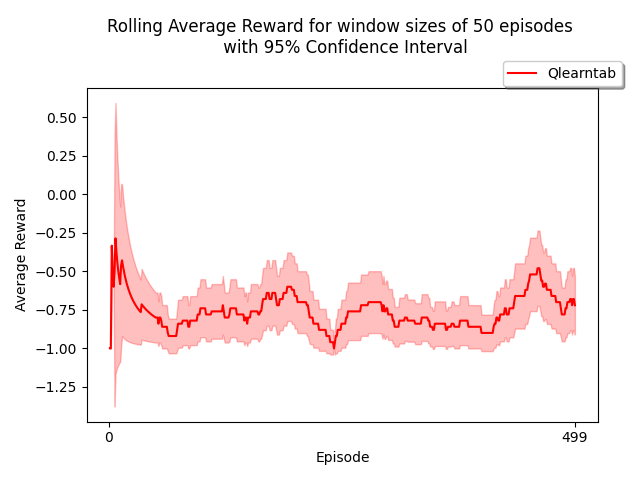 Rolling Average Reward for window sizes of 50 episodes
with 95% Confidence Interval
Qlearntab
0.50
0.25
0.00
−0.25
−0.50
−0.75
−1.00
−1.25
Average Reward
0
499
Episode